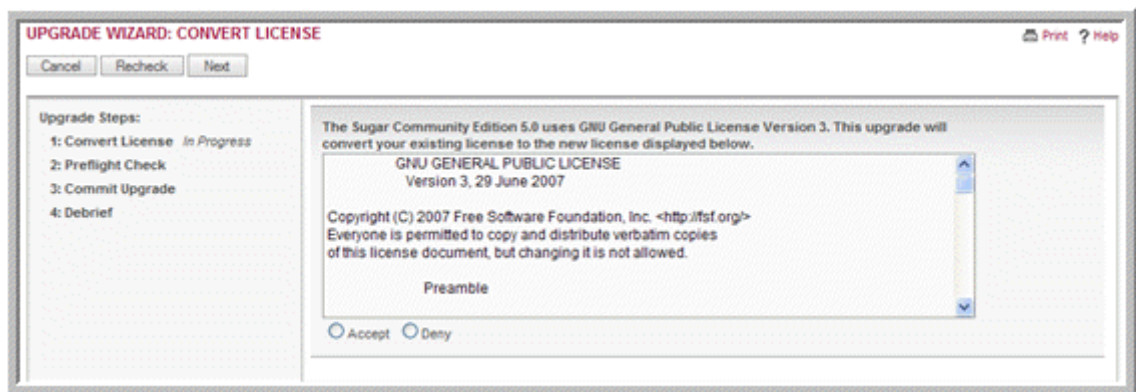 UPGRADE WIZARD: CONVERT LICENSE
Print ? Help
Cancel Recheck Next
Upgrade Steps:
1: Convert License In Progress
2: Preflight Check
3: Commit Upgrade
4: Debrief
The Sugar Community Edition 5.0 uses GNU General Public License Version 3. This upgrade will
convert your existing license to the new license displayed below.
GNU GENERAL PUBLIC LICENSE
Version 3, 29 June 2007
Copyright (C) 2007 Free Software Foundation, Inc. <http://fsf.org/>
Everyone is permitted to copy and distribute verbatim copies
of this license document, but changing it is not allowed.
Preamble
Accept Deny